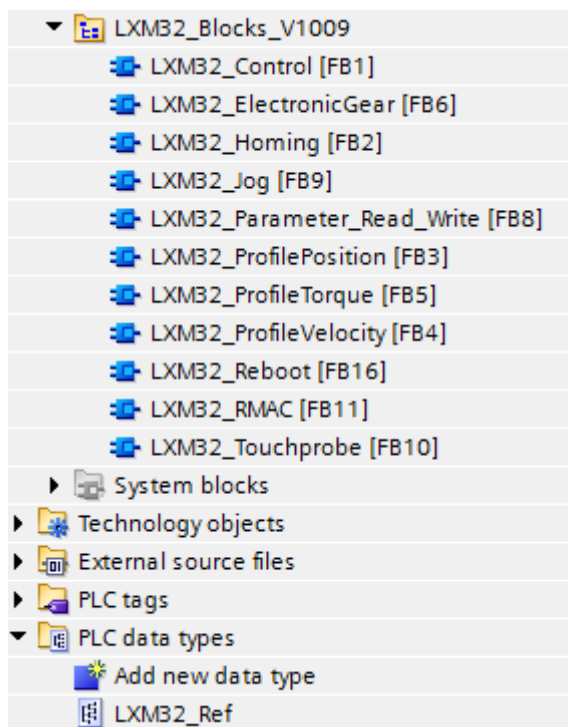 LXM32_Blocks_V1009
LXM32_Control [FB1]
LXM32_ElectronicGear [FB6]
LXM32_Homing [FB2]
LXM32_Jog [FB9]
LXM32_Parameter_Read_Write [FB8]
LXM32_ProfilePosition [FB3]
LXM32_ProfileTorque [FB5]
LXM32_ProfileVelocity [FB4]
LXM32_Reboot [FB16]
LXM32_RMAC [FB11]
LXM32_Touchprobe [FB10]
System blocks
Technology objects
External source files
PLC tags
PLC data types
Add new data type
LXM32_Ref